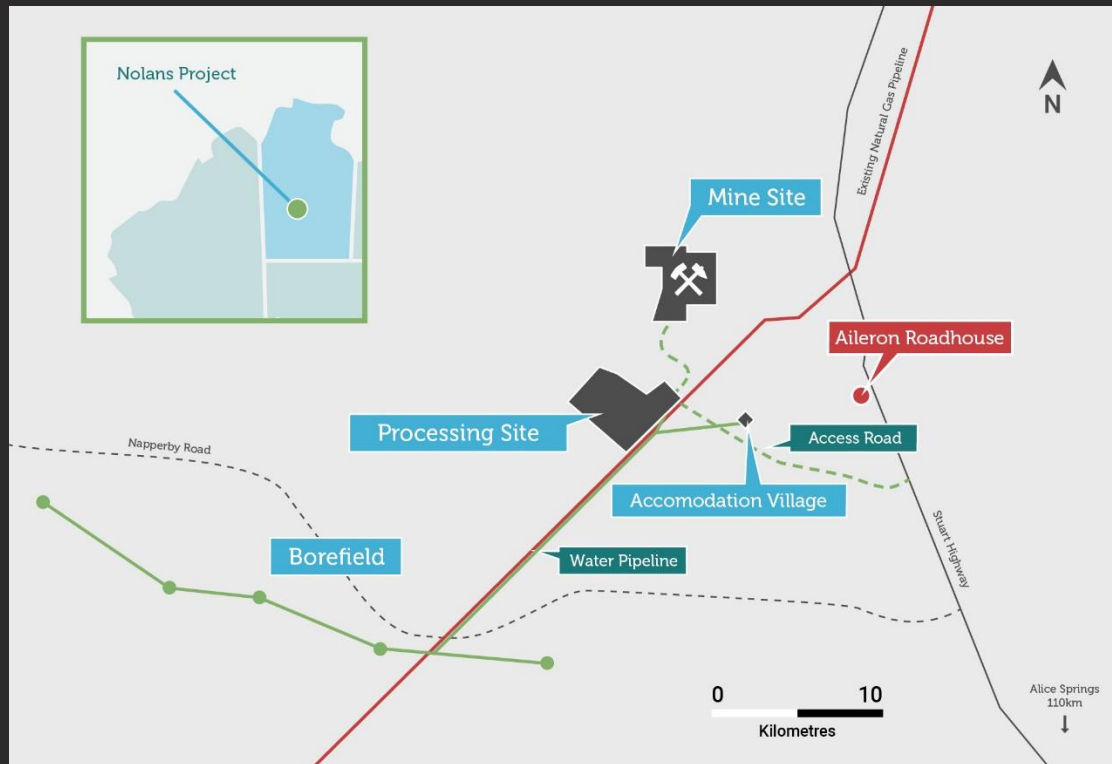 Nolans Project
Existing Natural Gas Pipeline
N
Mine Site
Aileron Roadhouse
Processing Site
Access Road
Napperby Road
Accomodation Village
Stuart Highway
Borefield
Water Pipeline
0 10
Kilometres
Alice Springs
110km